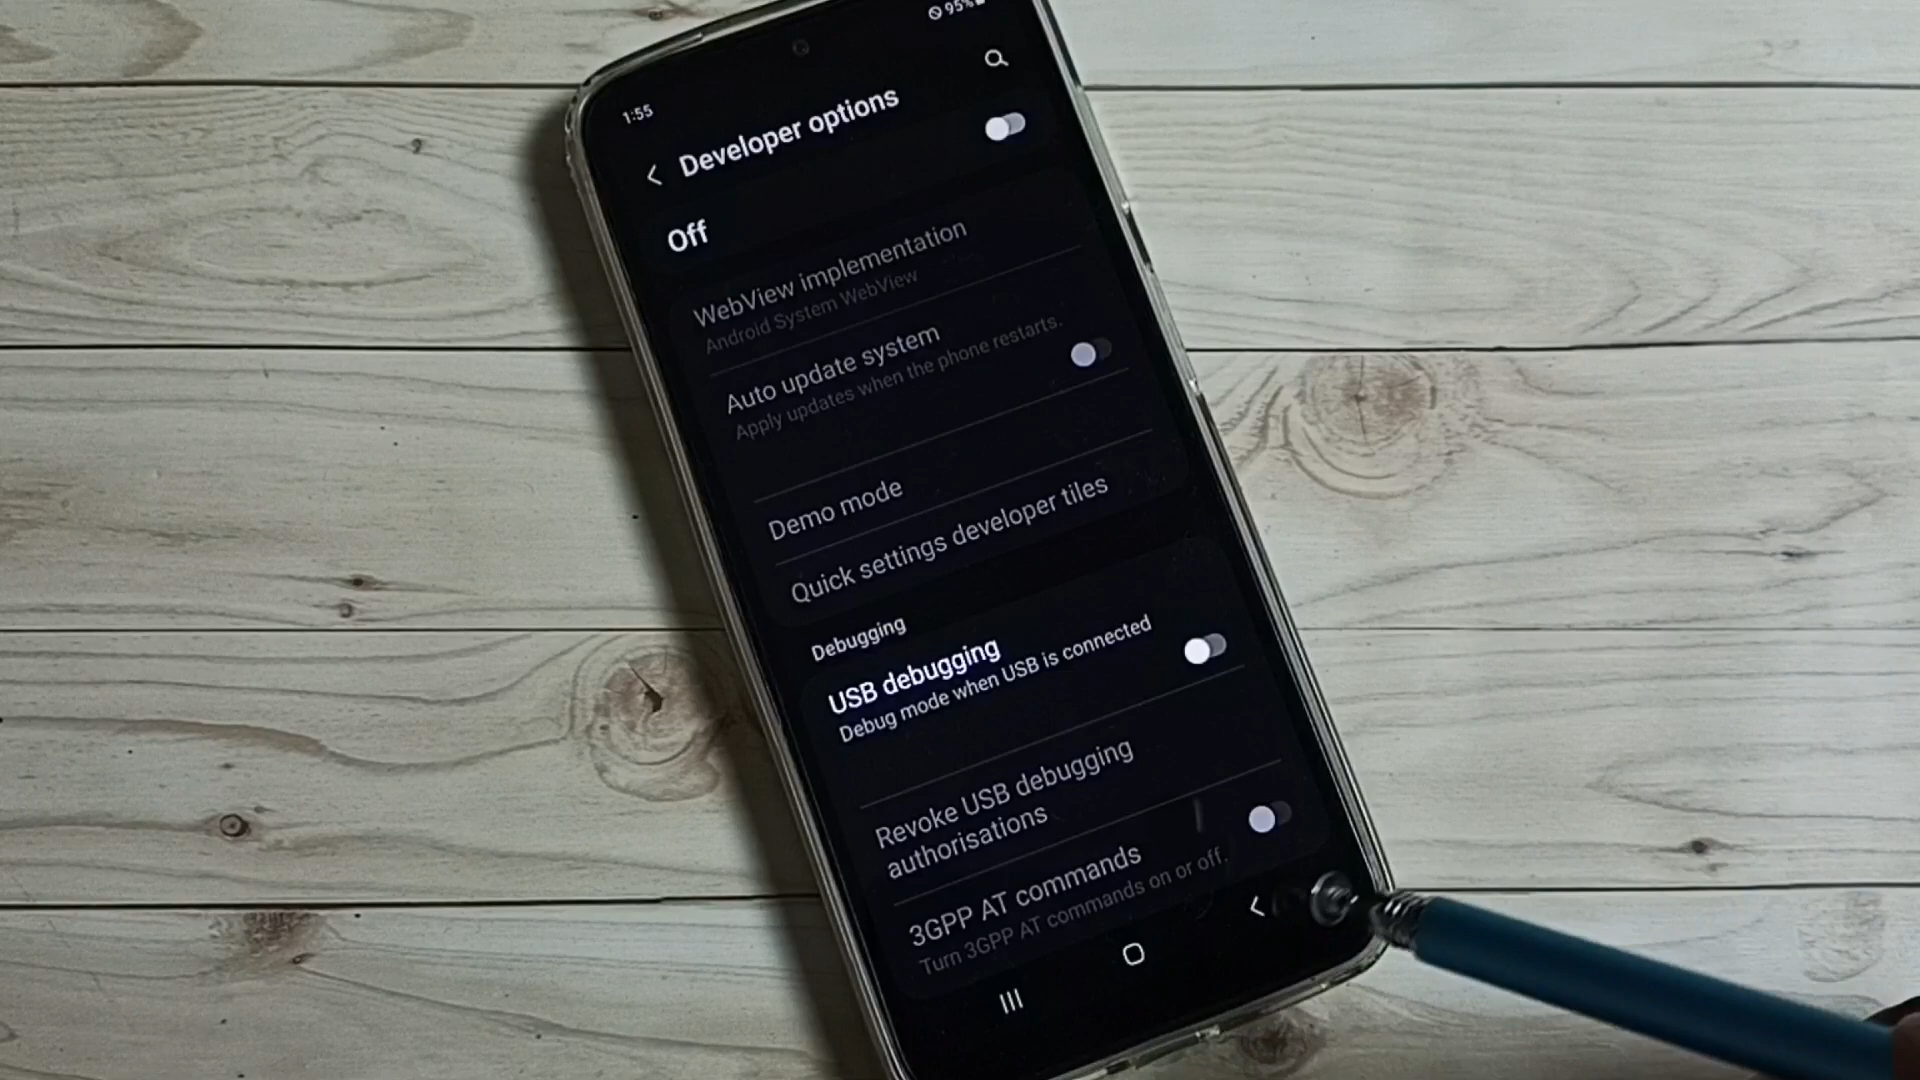 95%
1:55
Developer options
Off
WebView implementation
Android System WebView
Auto update system
Apply updates when the phone restarts.
Demo mode
Quick settings developer tiles
Debugging
USB debugging
Debug mode when USB is connected
Revoke USB debugging
authorisations
3GPP AT commands
Turn 3GPP AT commands on or off.